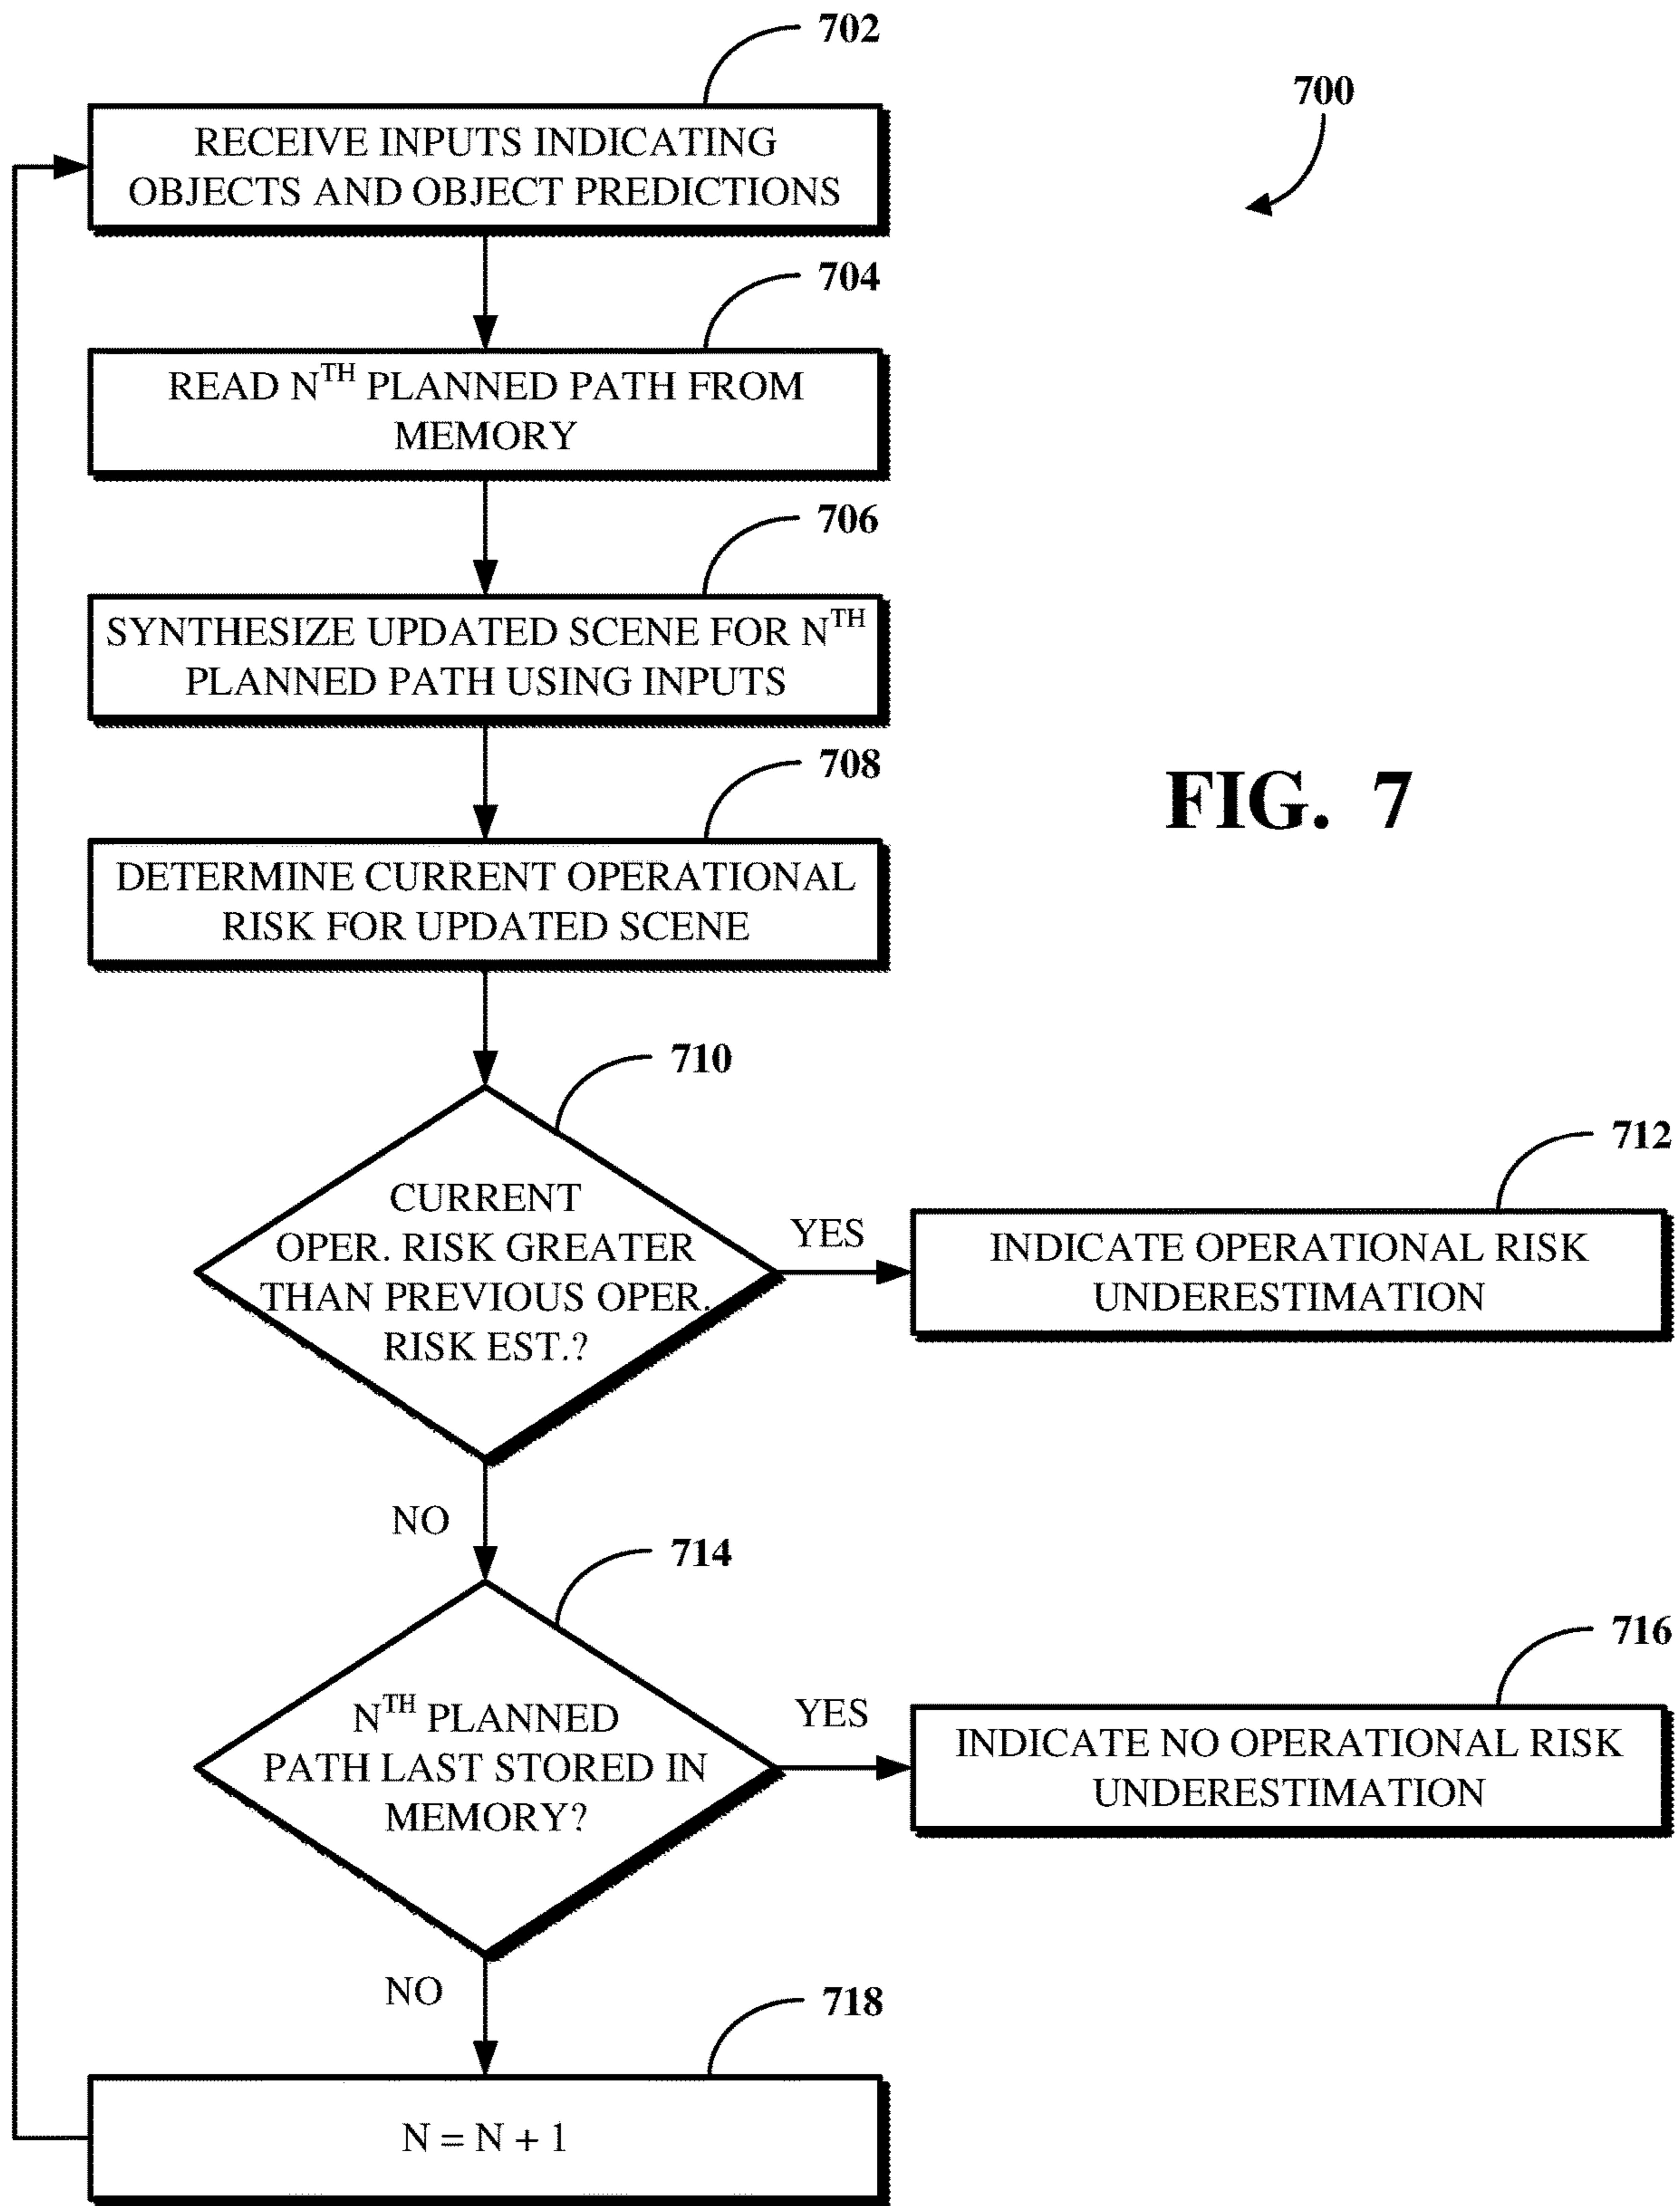 702
700
RECEIVE INPUTS INDICATING
OBJECTS AND OBJECT PREDICTIONS
704
READ NTH PLANNED PATH FROM
MEMORY
706
SYNTHESIZE UPDATED SCENE FOR NTH
PLANNED PATH USING INPUTS
708
FIG. 7
DETERMINE CURRENT OPERATIONAL
RISK FOR UPDATED SCENE
710
CURRENT
OPER. RISK GREATER
THAN PREVIOUS OPER.
RISK EST.?
YES
712
INDICATE OPERATIONAL RISK
UNDERESTIMATION
NO
714
NTH PLANNED
PATH LAST STORED IN
MEMORY?
YES
716
INDICATE NO OPERATIONAL RISK
UNDERESTIMATION
NO
718
N = N + 1